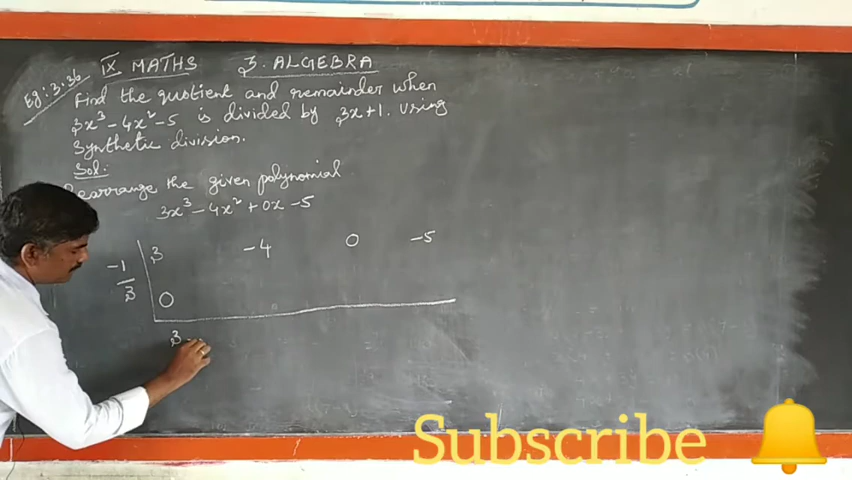 IX MATHS 3. ALGEBRA
Eg: 3.36
Find the quotient and remainder when
3x³ - 4x² - 5 is divided by 3x + 1. Using
Synthetic division.
Sol:
Rearrange the given polynomial
3x³ - 4x² + 0x - 5
-1/3 3 -4 0 -5
0
3
Subscribe